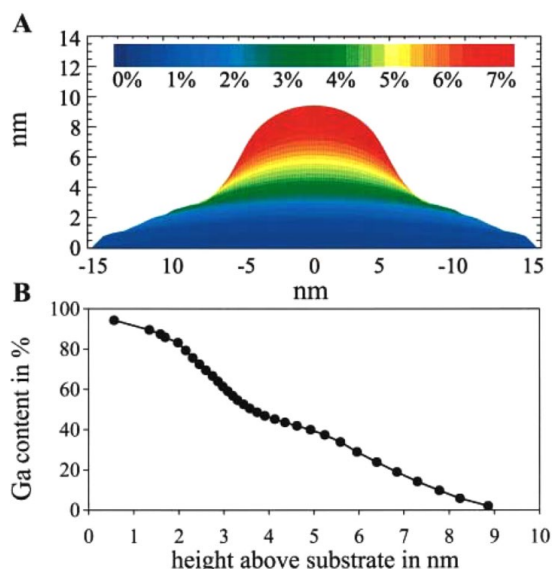 A
14
12
10
8
6
4
2
0
nm
0% 1% 2% 3% 4% 5% 6% 7%
-15 10 -5 0 5 -10 15
nm
B
100
80
60
40
20
0
Ga content in %
0 1 2 3 4 5 6 7 8 9 10
height above substrate in nm